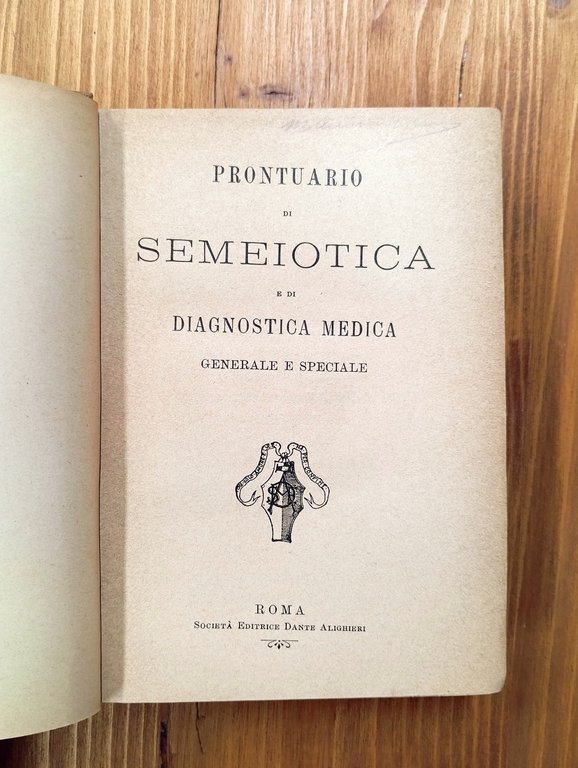 PRONTUARIO
DI
SEMEIOTICA
E DI
DIAGNOSTICA MEDICA
GENERALE E SPECIALE
ROMA
SOCIETÀ EDITRICE DANTE ALIGHIERI